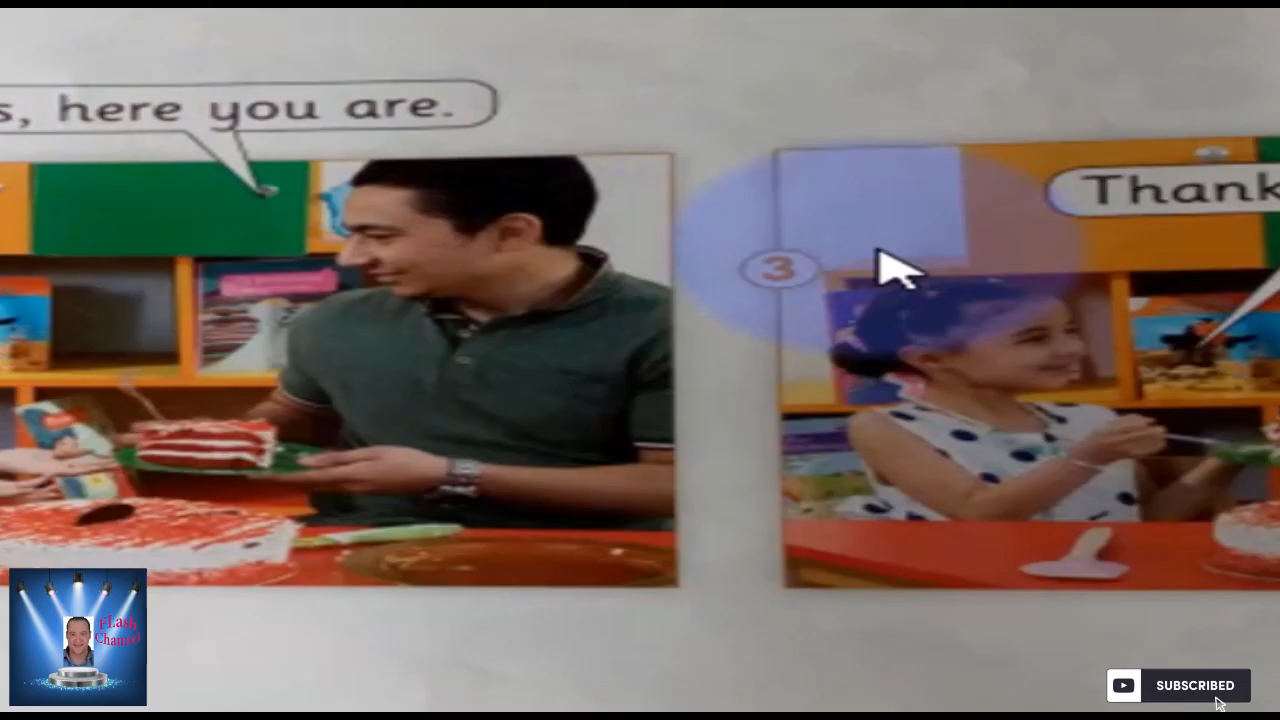 s, here you are.
Thank
3
FLash
Channel
SUBSCRIBED